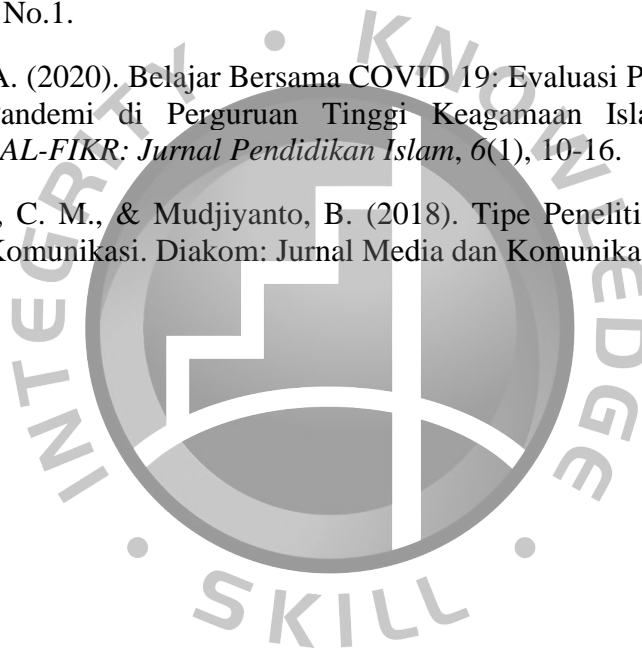 No.1.
A. (2020). Belajar Bersama COVID 19: Evaluasi P
andemi di Perguruan Tinggi Keagamaan Isla
AL-FIKR: Jurnal Pendidikan Islam, 6(1), 10-16.
, C. M., & Mudjiyanto, B. (2018). Tipe Peneliti
Komunikasi. Diakom: Jurnal Media dan Komunika
INTEGRITY • KNOWLEDGE • SKILL •